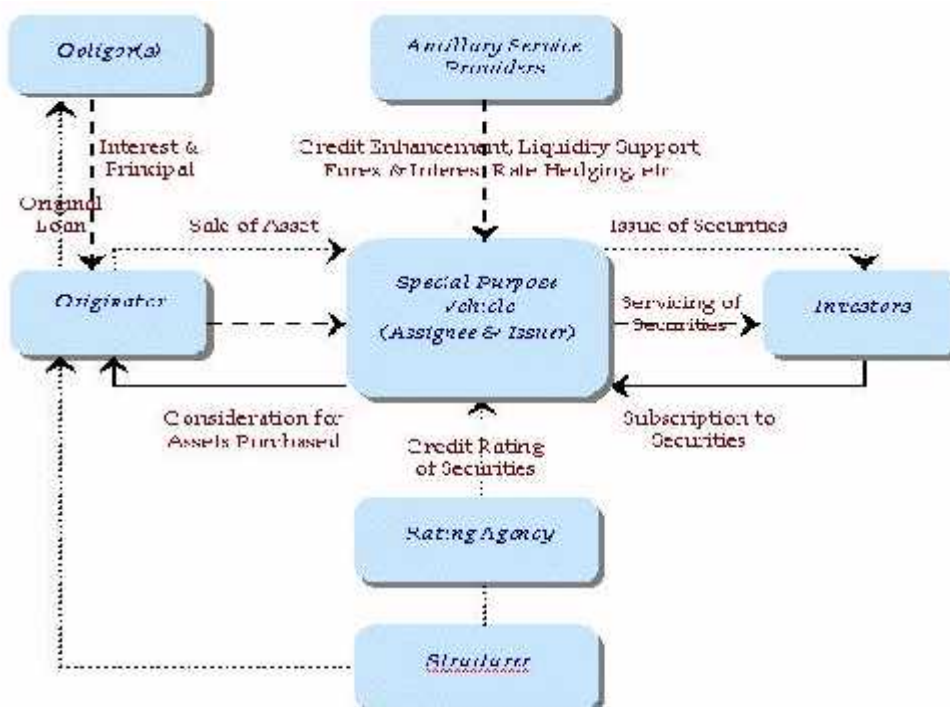 Obligor(s)
Ancillary Service
Providers
Interest &
Principal
Credit Enhancement, Liquidity Support,
Forex & Interest Rate Hedging, etc
Original
Loan
Sale of Asset
Issue of Securities
Originator
Special Purpose
Vehicle
(Assignee & Issuer)
Servicing of
Securities
Investors
Consideration for
Assets Purchased
Subscription to
Securities
Credit Rating
of Securities
Rating Agency
Structurer